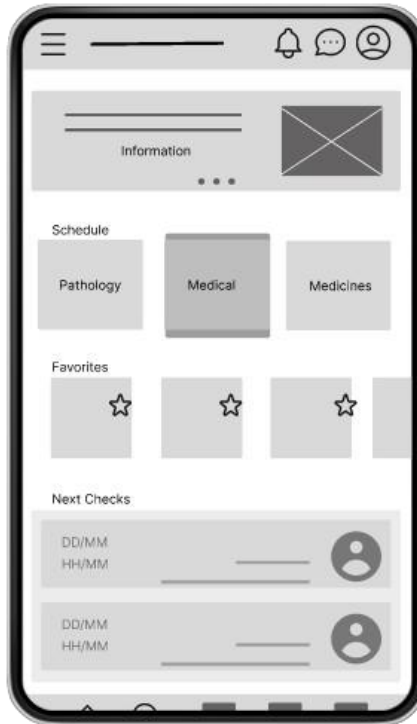 Information
Schedule
Pathology
Medical
Medicines
Favorites
Next Checks
DD/MM
HH/MM
DD/MM
HH/MM